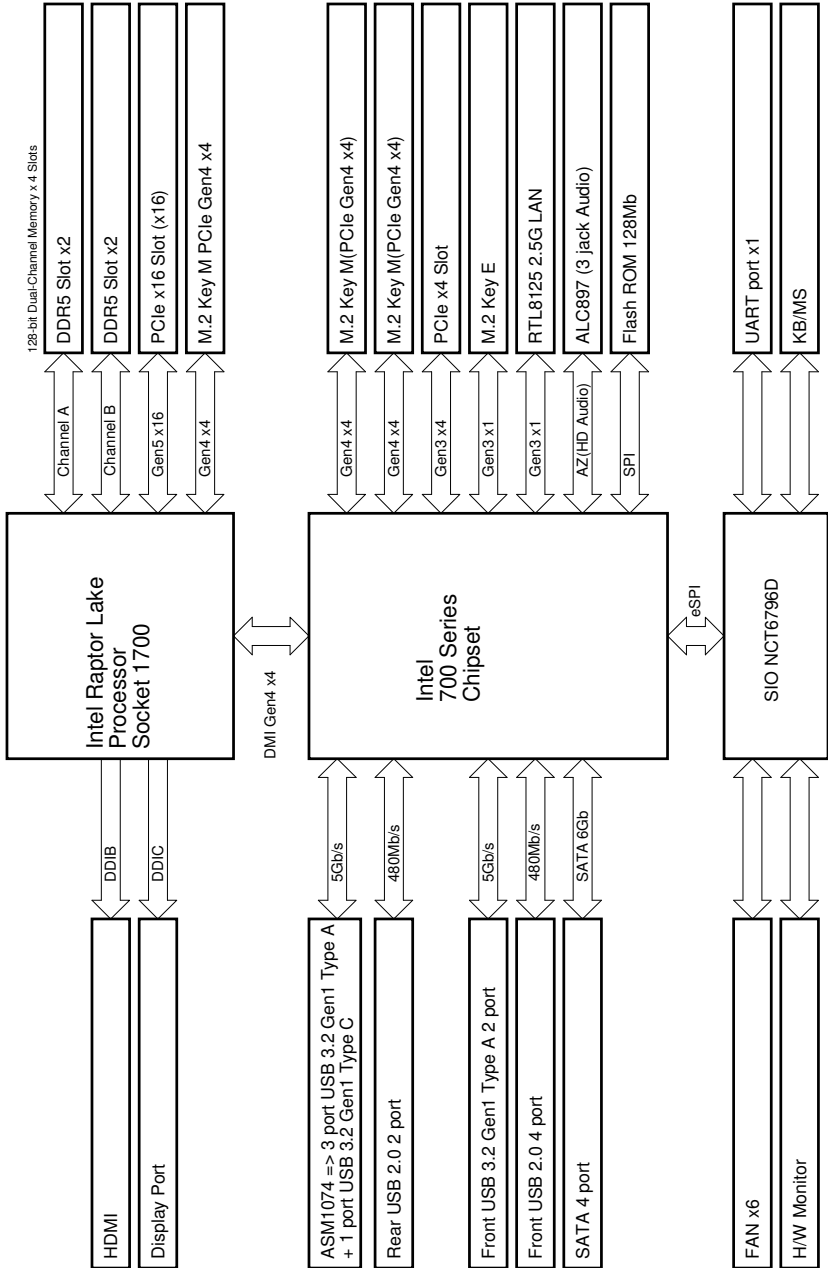 128-bit Dual-Channel Memory x 4 Slots
HDMI
Display Port
DDIB
DDIC
Intel Raptor Lake
Processor
Socket 1700
Channel A
Channel B
Gen5 x16
Gen4 x4
DDR5 Slot x2
DDR5 Slot x2
PCIe x16 Slot (x16)
M.2 Key M PCIe Gen4 x4
DMI Gen4 x4
ASM1074 => 3 port USB 3.2 Gen1 Type A
+ 1 port USB 3.2 Gen1 Type C
Rear USB 2.0 2 port
Front USB 3.2 Gen1 Type A 2 port
Front USB 2.0 4 port
SATA 4 port
5Gb/s
480Mb/s
5Gb/s
480Mb/s
SATA 6Gb
Intel
700 Series
Chipset
Gen4 x4
Gen4 x4
Gen3 x4
Gen3 x1
Gen3 x1
AZ(HD Audio)
SPI
M.2 Key M(PCIe Gen4 x4)
M.2 Key M(PCIe Gen4 x4)
PCIe x4 Slot
M.2 Key E
RTL8125 2.5G LAN
ALC897 (3 jack Audio)
Flash ROM 128Mb
eSPI
FAN x6
H/W Monitor
SIO NCT6796D
UART port x1
KB/MS